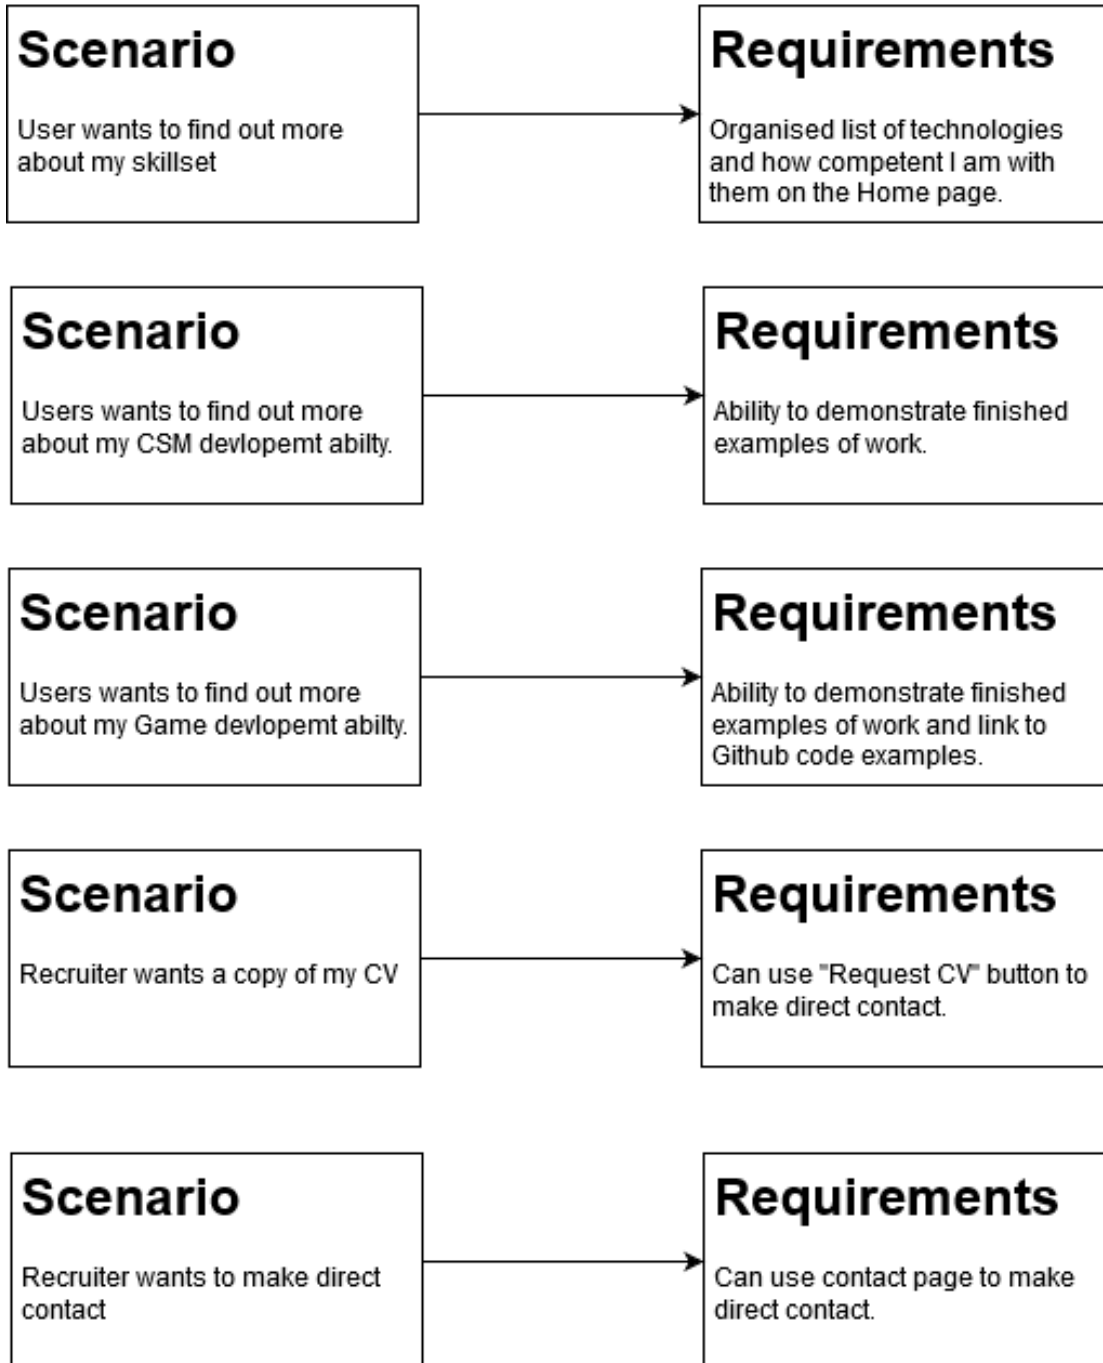 Scenario
User wants to find out more
about my skillset
Requirements
Organised list of technologies
and how competent I am with
them on the Home page.
Scenario
Users wants to find out more
about my CSM devlopemt abilty.
Requirements
Ability to demonstrate finished
examples of work.
Scenario
Users wants to find out more
about my Game devlopemt abilty.
Requirements
Ability to demonstrate finished
examples of work and link to
Github code examples.
Scenario
Recruiter wants a copy of my CV
Requirements
Can use "Request CV" button to
make direct contact.
Scenario
Recruiter wants to make direct
contact
Requirements
Can use contact page to make
direct contact.